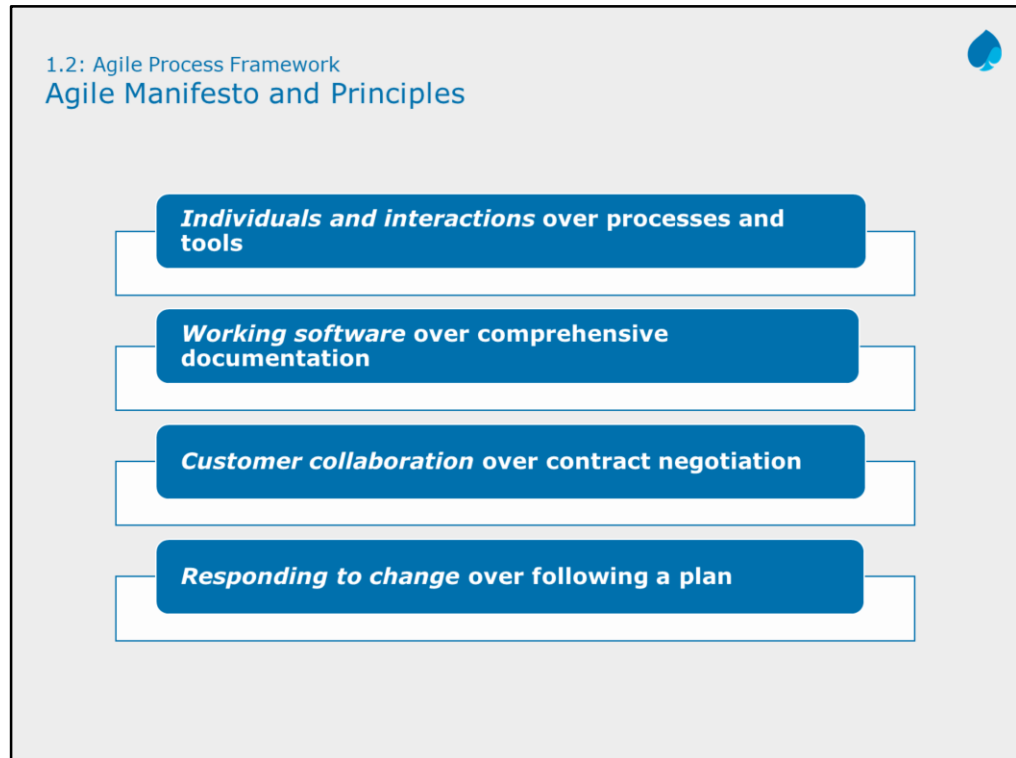 1.2: Agile Process Framework
Agile Manifesto and Principles
Individuals and interactions over processes and
tools
Working software over comprehensive
documentation
Customer collaboration over contract negotiation
Responding to change over following a plan